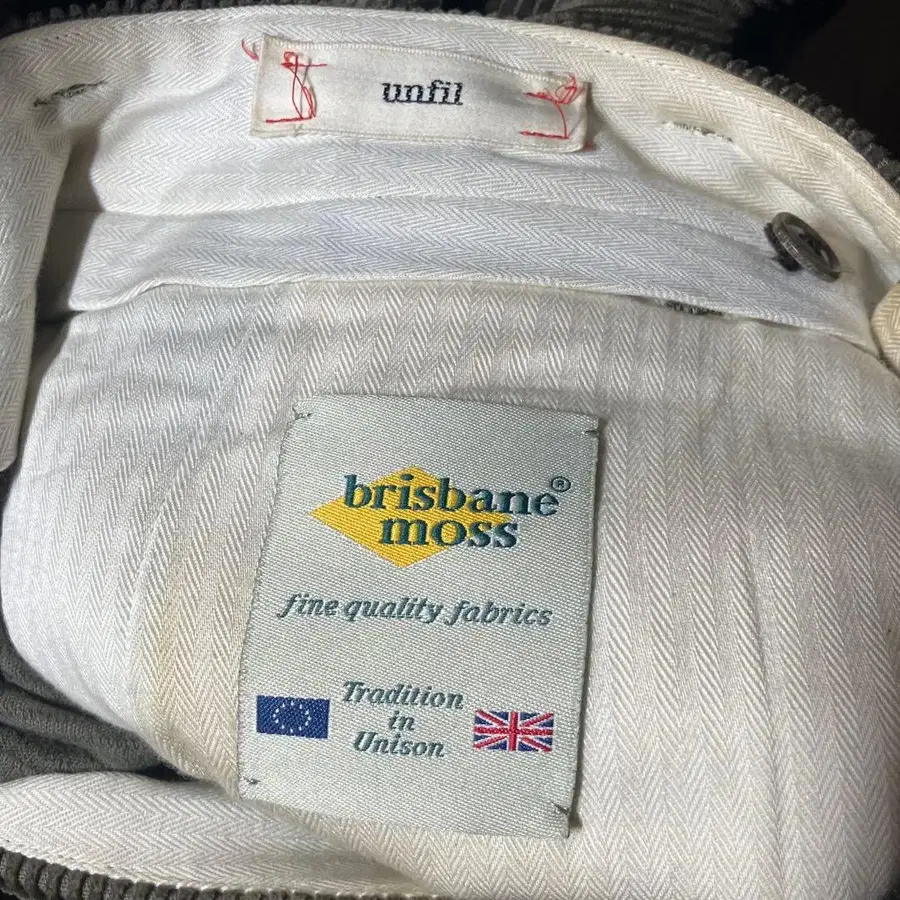 unfil
brisbane®
moss
fine quality fabrics
Tradition
in
Unison